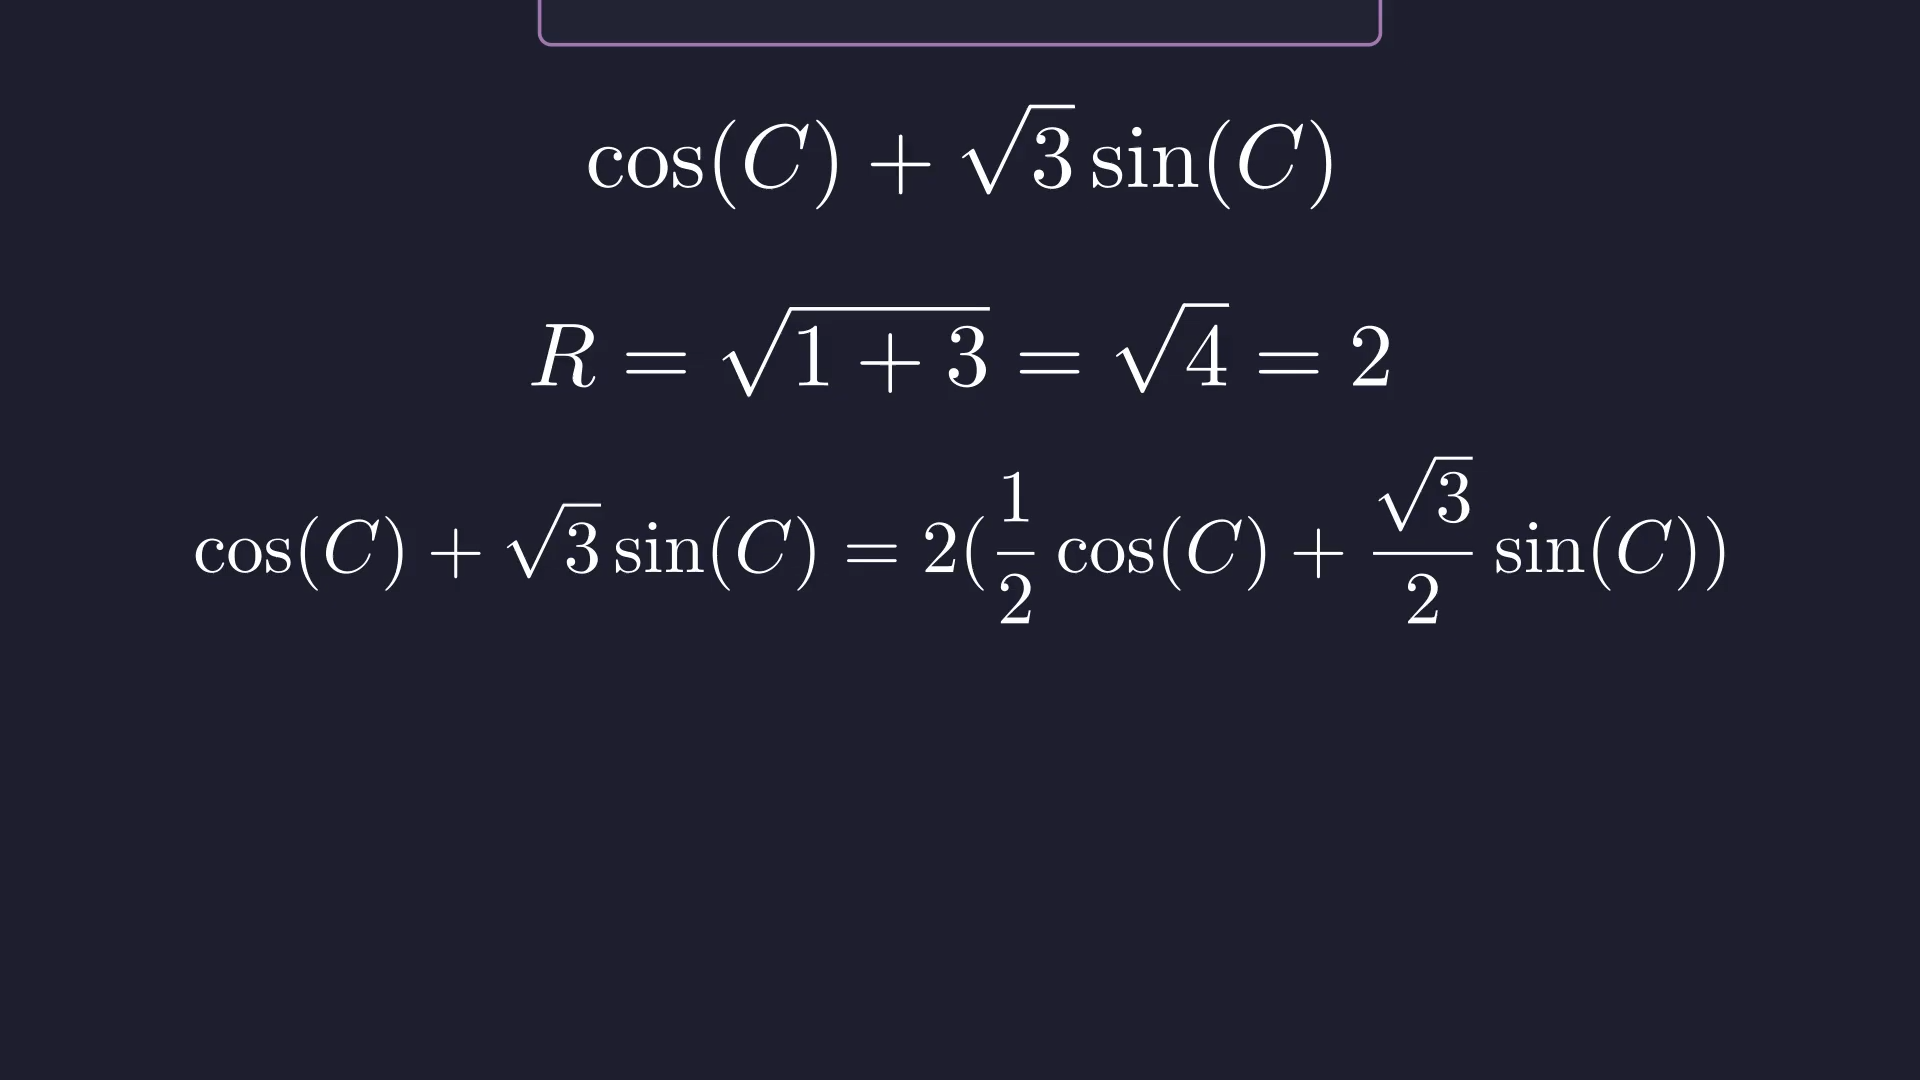 cos(C) + √3 sin(C)
R = √(1 + 3) = √4 = 2
cos(C) + √3 sin(C) = 2(1/2 cos(C) + √3/2 sin(C))